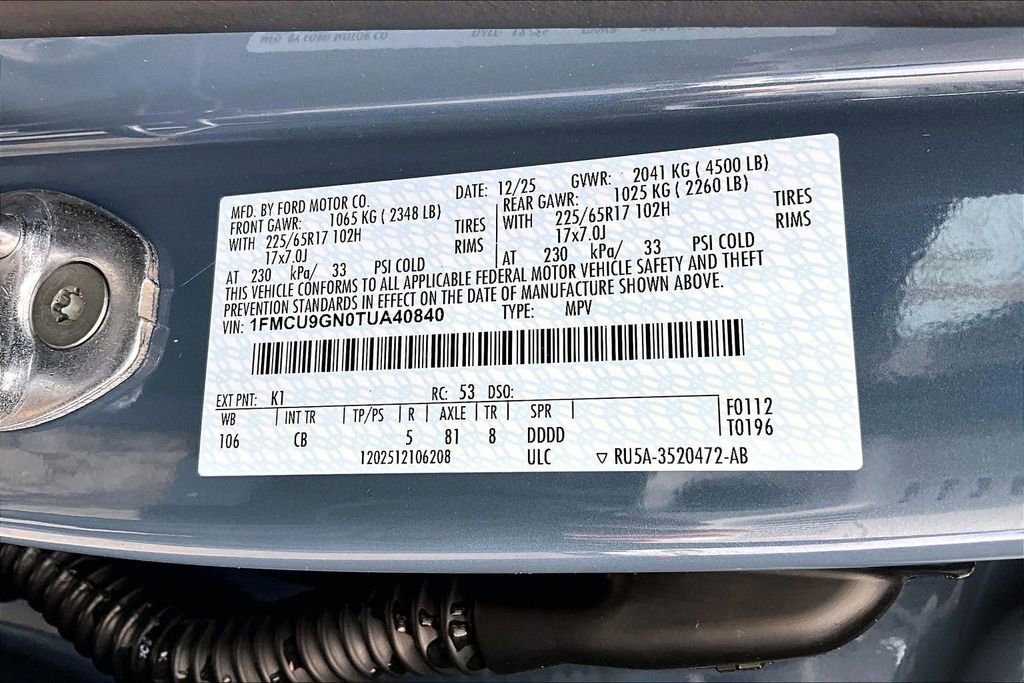 MFD. BY FORD MOTOR CO. DATE: 12/25 GVWR: 2041 KG ( 4500 LB)
FRONT GAWR: 1065 KG ( 2348 LB) REAR GAWR: 1025 KG ( 2260 LB)
WITH 225/65R17 102H TIRES WITH 225/65R17 102H TIRES
17x7.0J RIMS 17x7.0J RIMS
AT 230 kPa/ 33 PSI COLD AT 230 kPa/ 33 PSI COLD
THIS VEHICLE CONFORMS TO ALL APPLICABLE FEDERAL MOTOR VEHICLE SAFETY AND THEFT
PREVENTION STANDARDS IN EFFECT ON THE DATE OF MANUFACTURE SHOWN ABOVE.
VIN: 1FMCU9GN0TUA40840 TYPE: MPV
EXT PNT: K1 RC: 53 DSO:
WB INT TR TP/PS R AXLE TR SPR F0112
106 CB 5 81 8 DDDD T0196
1202512106208 ULC ▽ RU5A-3520472-AB